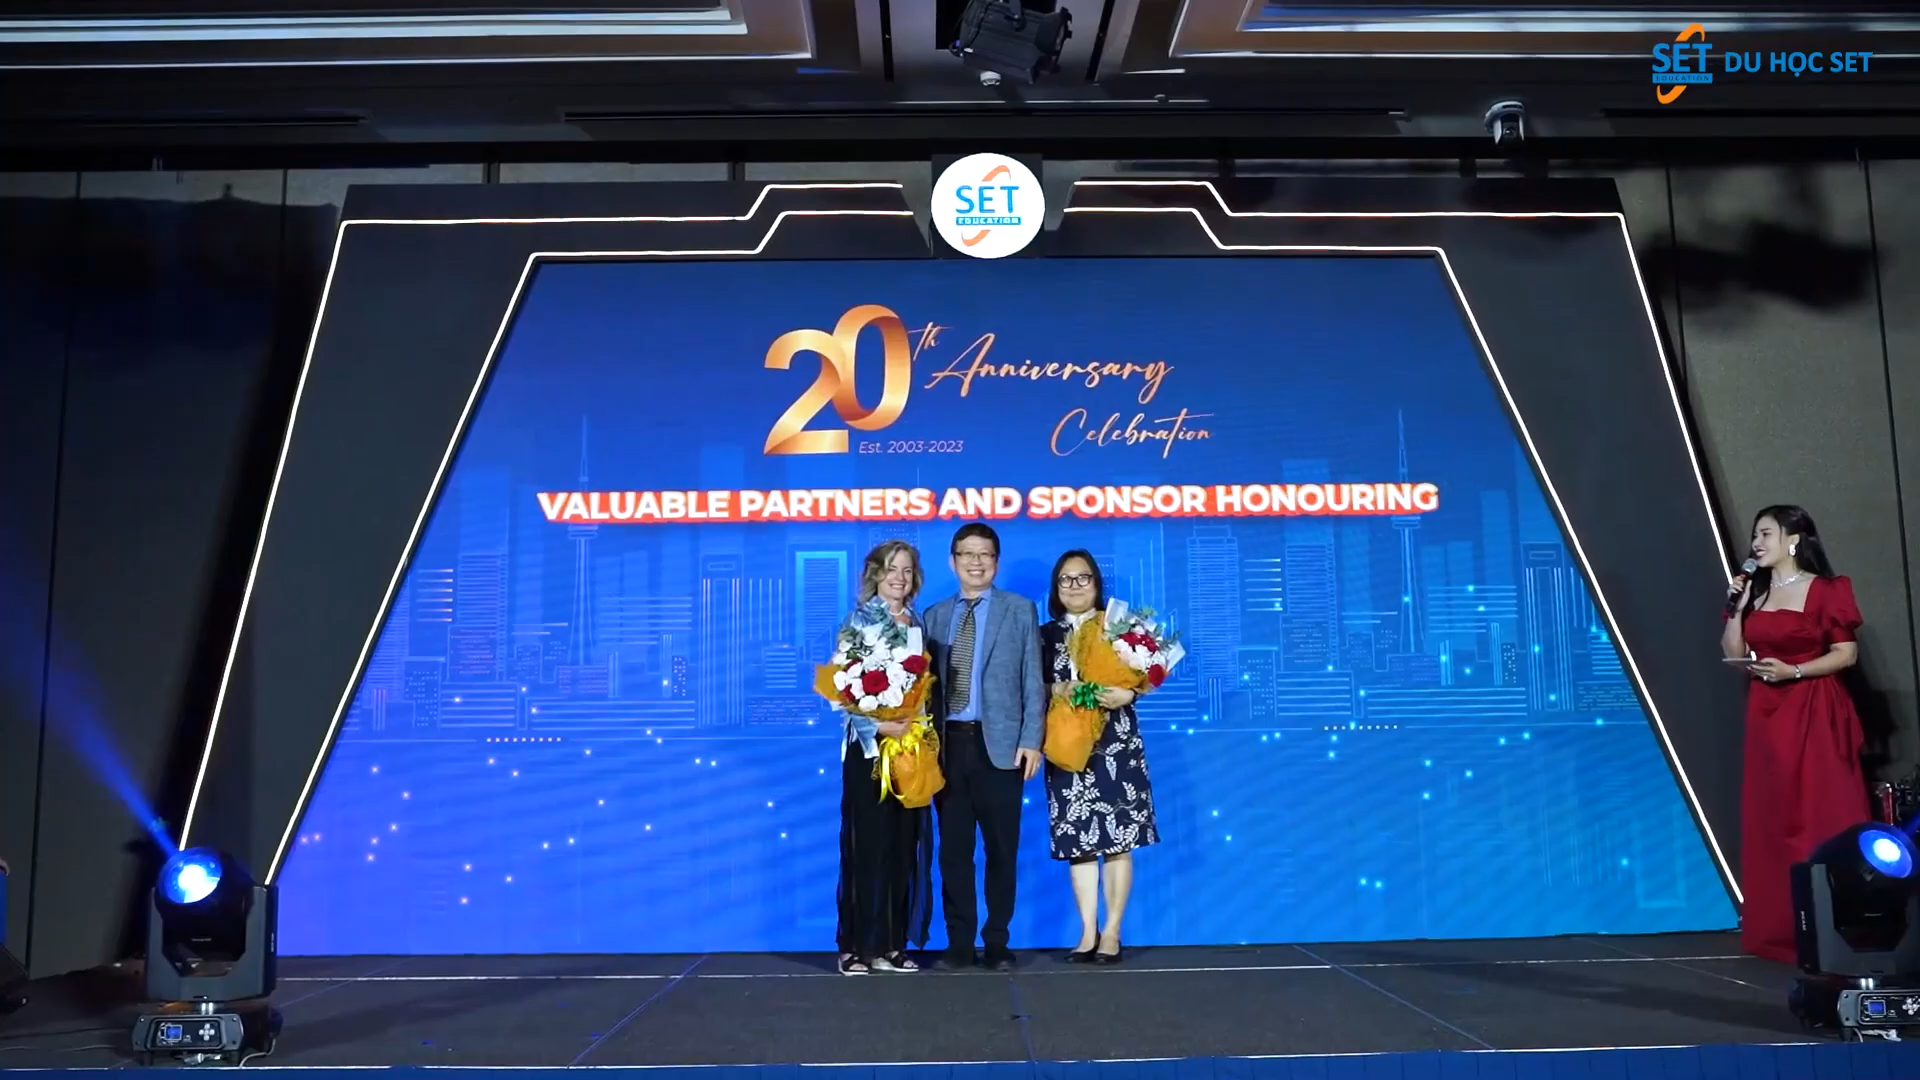 SET EDUCATION DU HỌC SET
SET
EDUCATION
20th Anniversary
Celebration
Est. 2003-2023
VALUABLE PARTNERS AND SPONSOR HONOURING